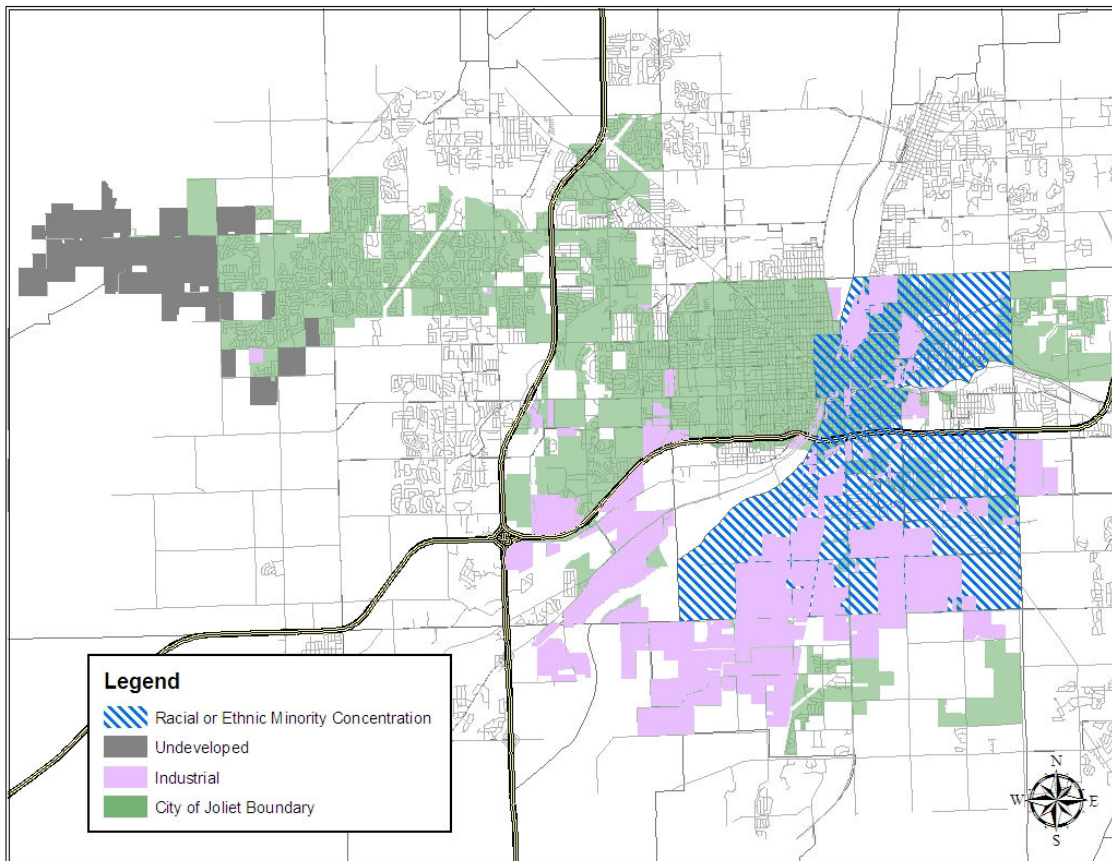 Legend
Racial or Ethnic Minority Concentration
Undeveloped
Industrial
City of Joliet Boundary
N
W E
S